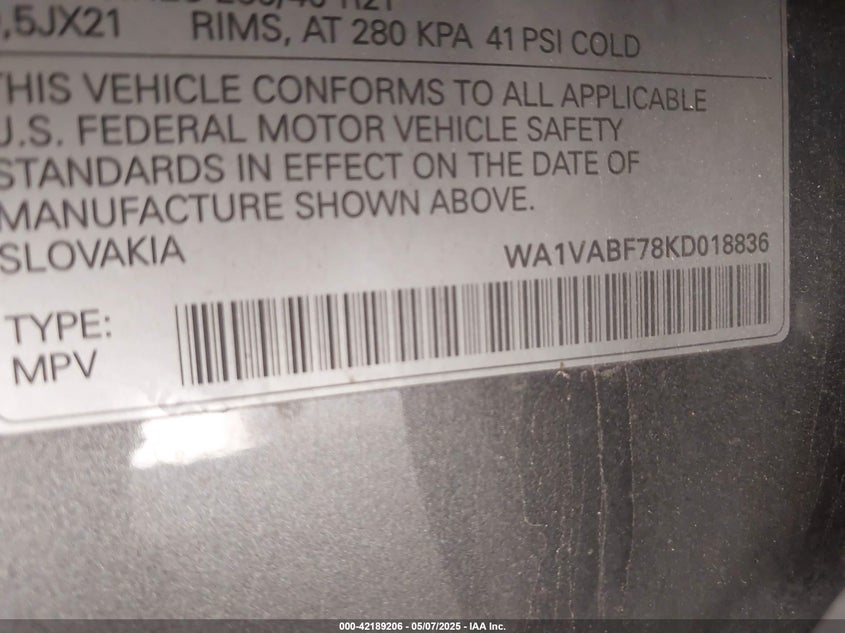 ,5JX21 RIMS, AT 280 KPA 41 PSI COLD
THIS VEHICLE CONFORMS TO ALL APPLICABLE
U.S. FEDERAL MOTOR VEHICLE SAFETY
STANDARDS IN EFFECT ON THE DATE OF
MANUFACTURE SHOWN ABOVE.
SLOVAKIA WA1VABF78KD018836
TYPE:
MPV
000-42189206 - 05/07/2025 - IAA Inc.